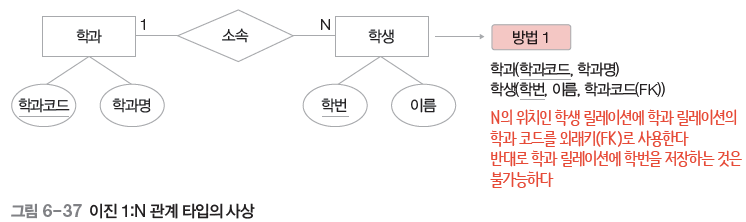 학과
1
소속
N
학생
방법 1
학과코드
학과명
학번
이름
학과(학과코드, 학과명)
학생(학번, 이름, 학과코드(FK))
N의 위치인 학생 릴레이션에 학과 릴레이션의
학과 코드를 외래키(FK)로 사용한다
반대로 학과 릴레이션에 학번을 저장하는 것은
불가능하다
그림 6-37 이진 1:N 관계 타입의 사상